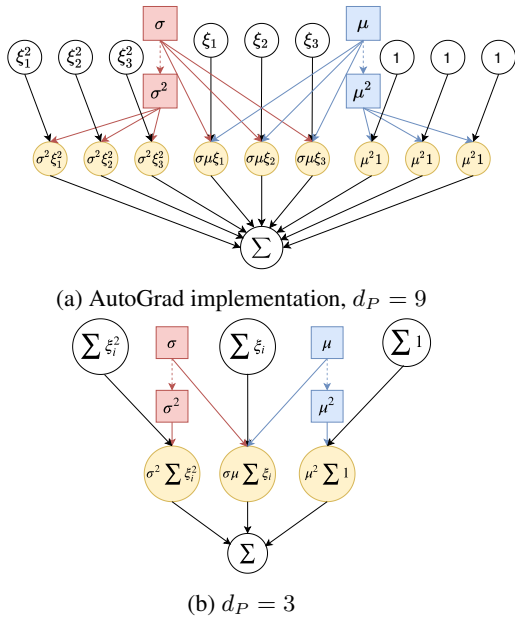 σ μ
ξ₁² ξ₂² ξ₃² ξ₁ ξ₂ ξ₃ 1 1 1
σ² μ²
σ²ξ₁² σ²ξ₂² σ²ξ₃² σμξ₁ σμξ₂ σμξ₃ μ²1 μ²1 μ²1
∑
(a) AutoGrad implementation, d_P = 9
∑ ξᵢ² σ ∑ ξᵢ μ ∑ 1
σ² μ²
σ² ∑ ξᵢ² σμ ∑ ξᵢ μ² ∑ 1
∑
(b) d_P = 3